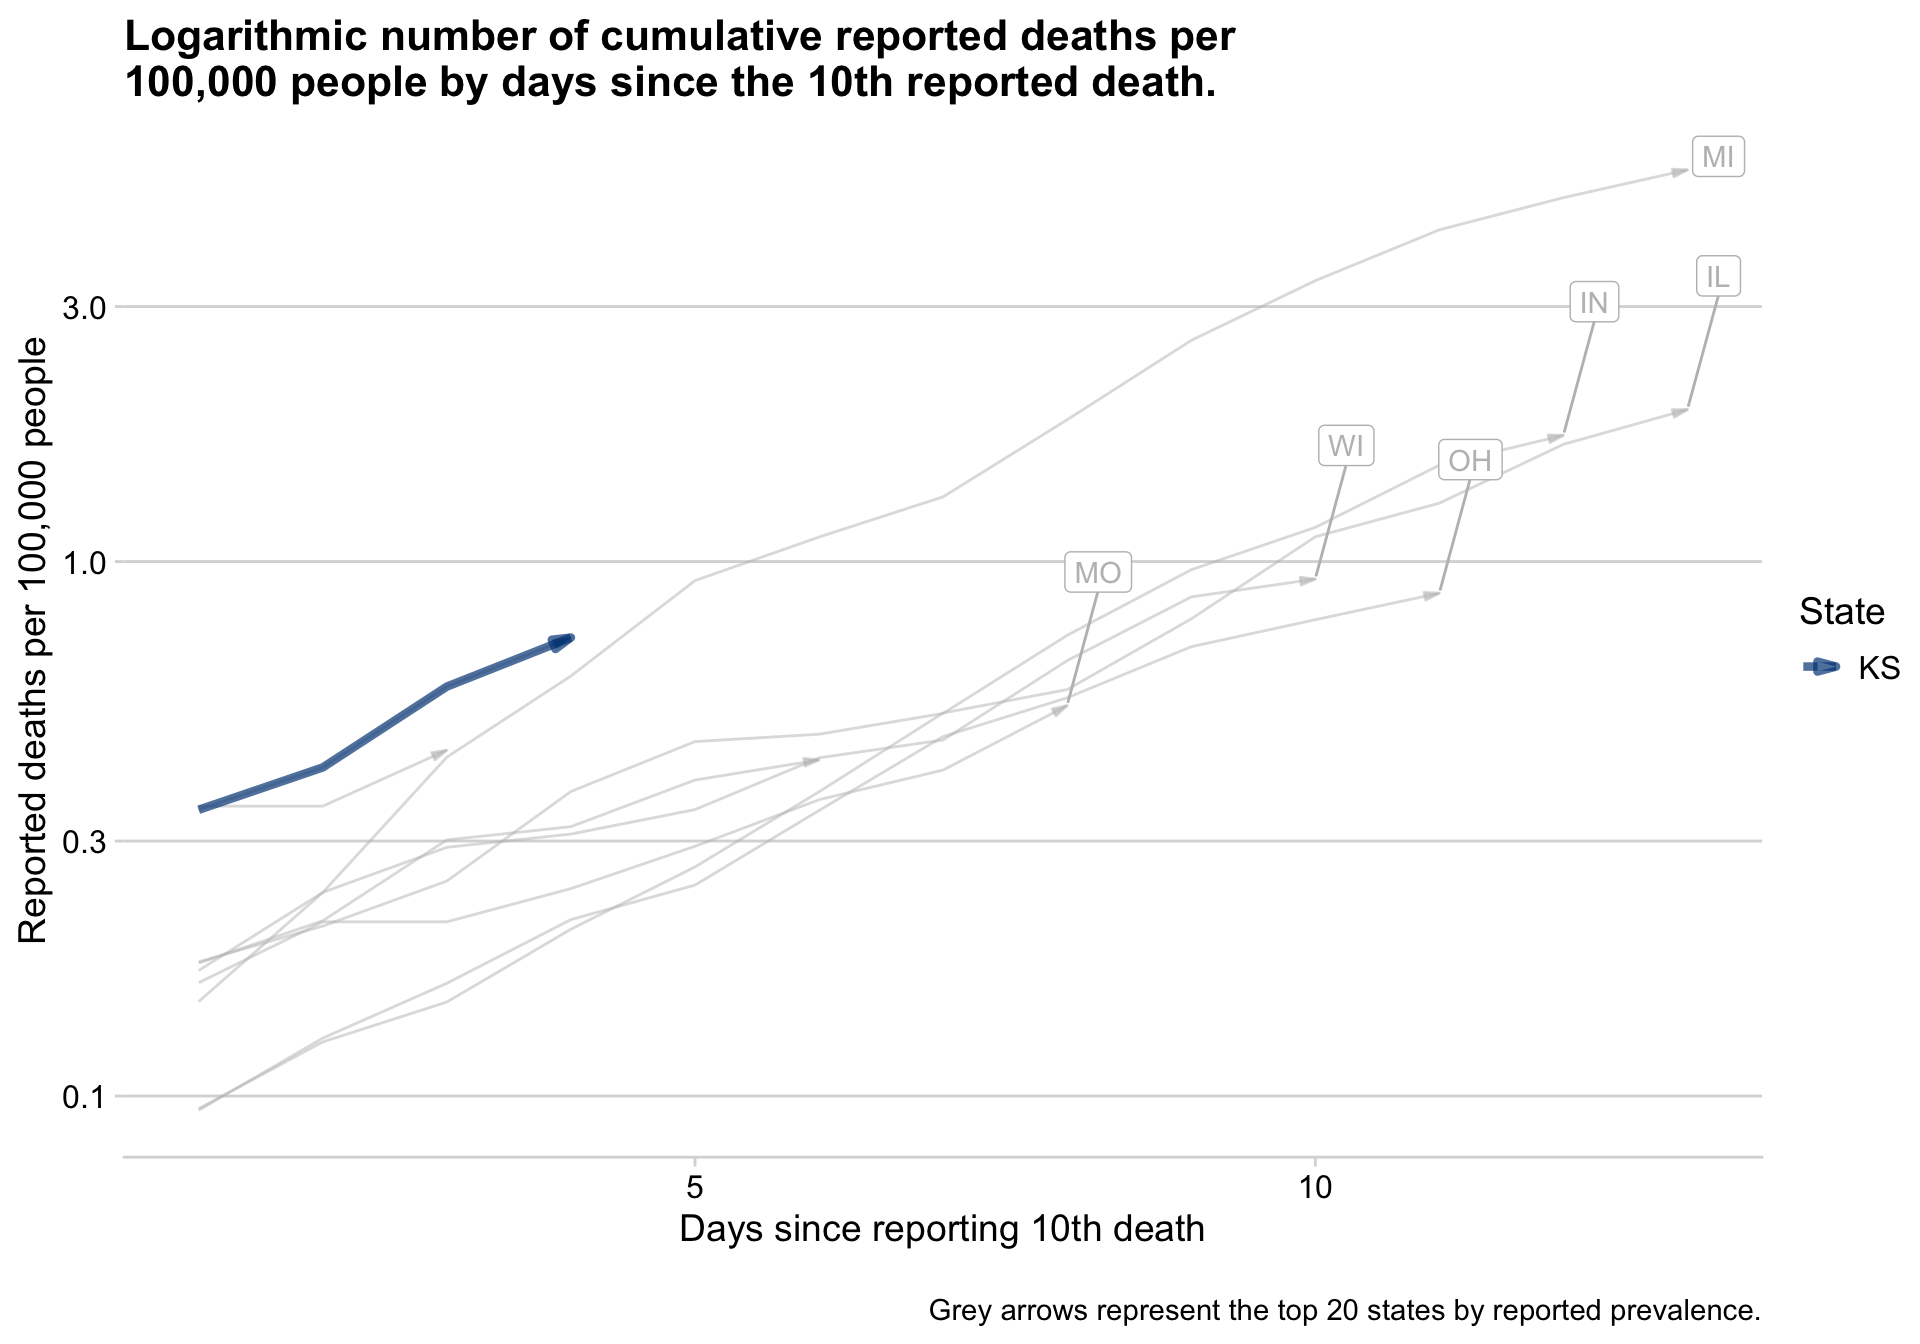 Logarithmic number of cumulative reported deaths per
100,000 people by days since the 10th reported death.
MI
IL
IN
WI
OH
MO
3.0
1.0
0.3
0.1
Reported deaths per 100,000 people
State
KS
5
10
Days since reporting 10th death
Grey arrows represent the top 20 states by reported prevalence.